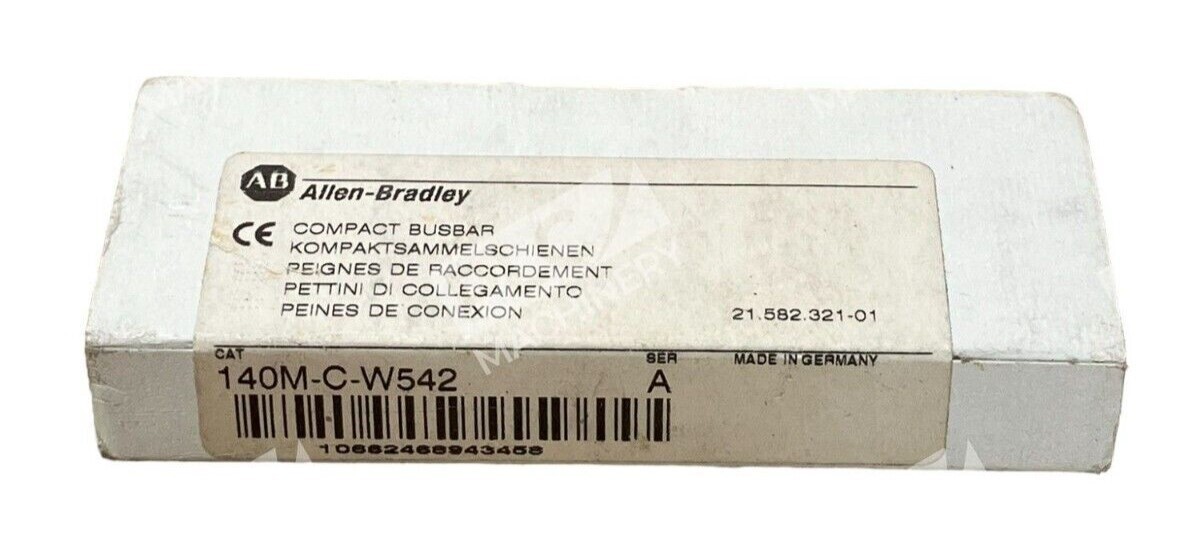 AB Allen-Bradley
CE COMPACT BUSBAR
KOMPAKTSAMMELSCHIENEN
PEIGNES DE RACCORDEMENT
PETTINI DI COLLEGAMENTO
PEINES DE CONEXION 21.582.321-01
CAT SER MADE IN GERMANY
140M-C-W542 A
10662468943458
MACHINERY